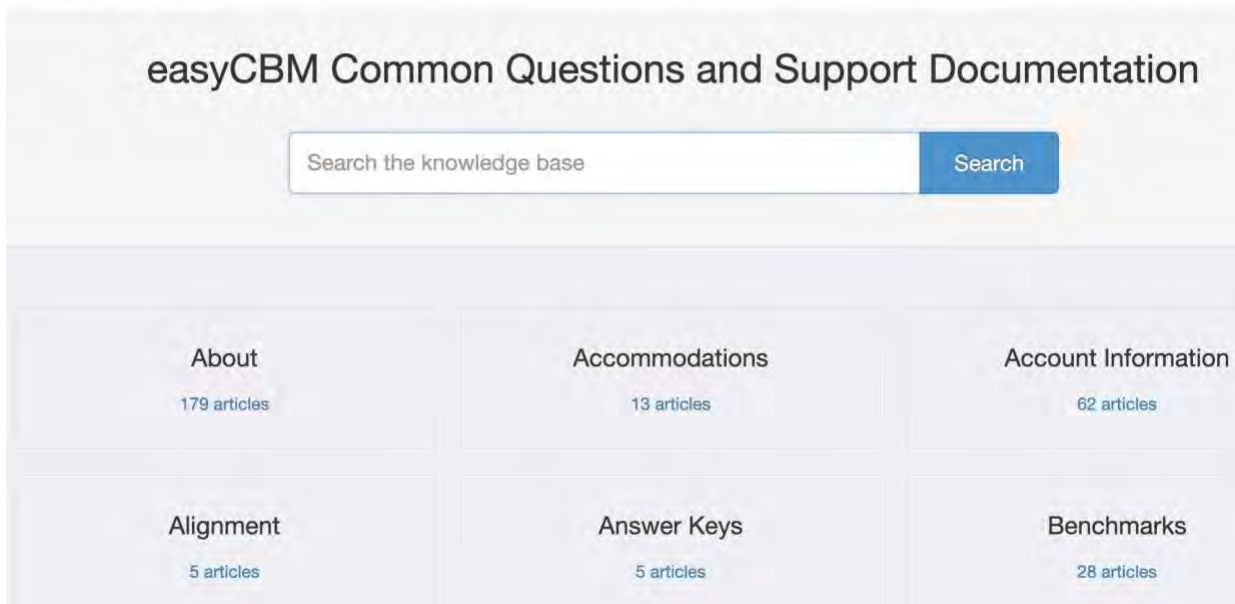 easyCBM Common Questions and Support Documentation
Search the knowledge base Search
About Accommodations Account Information
179 articles 13 articles 62 articles
Alignment Answer Keys Benchmarks
5 articles 5 articles 28 articles